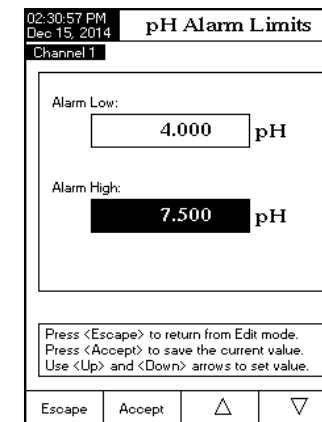 02:30:57 PM
Dec 15, 2014
pH Alarm Limits
Channel 1
Alarm Low:
4.000 pH
Alarm High:
7.500 pH
Press <Escape> to return from Edit mode.
Press <Accept> to save the current value.
Use <Up> and <Down> arrows to set value.
Escape Accept △ ▽